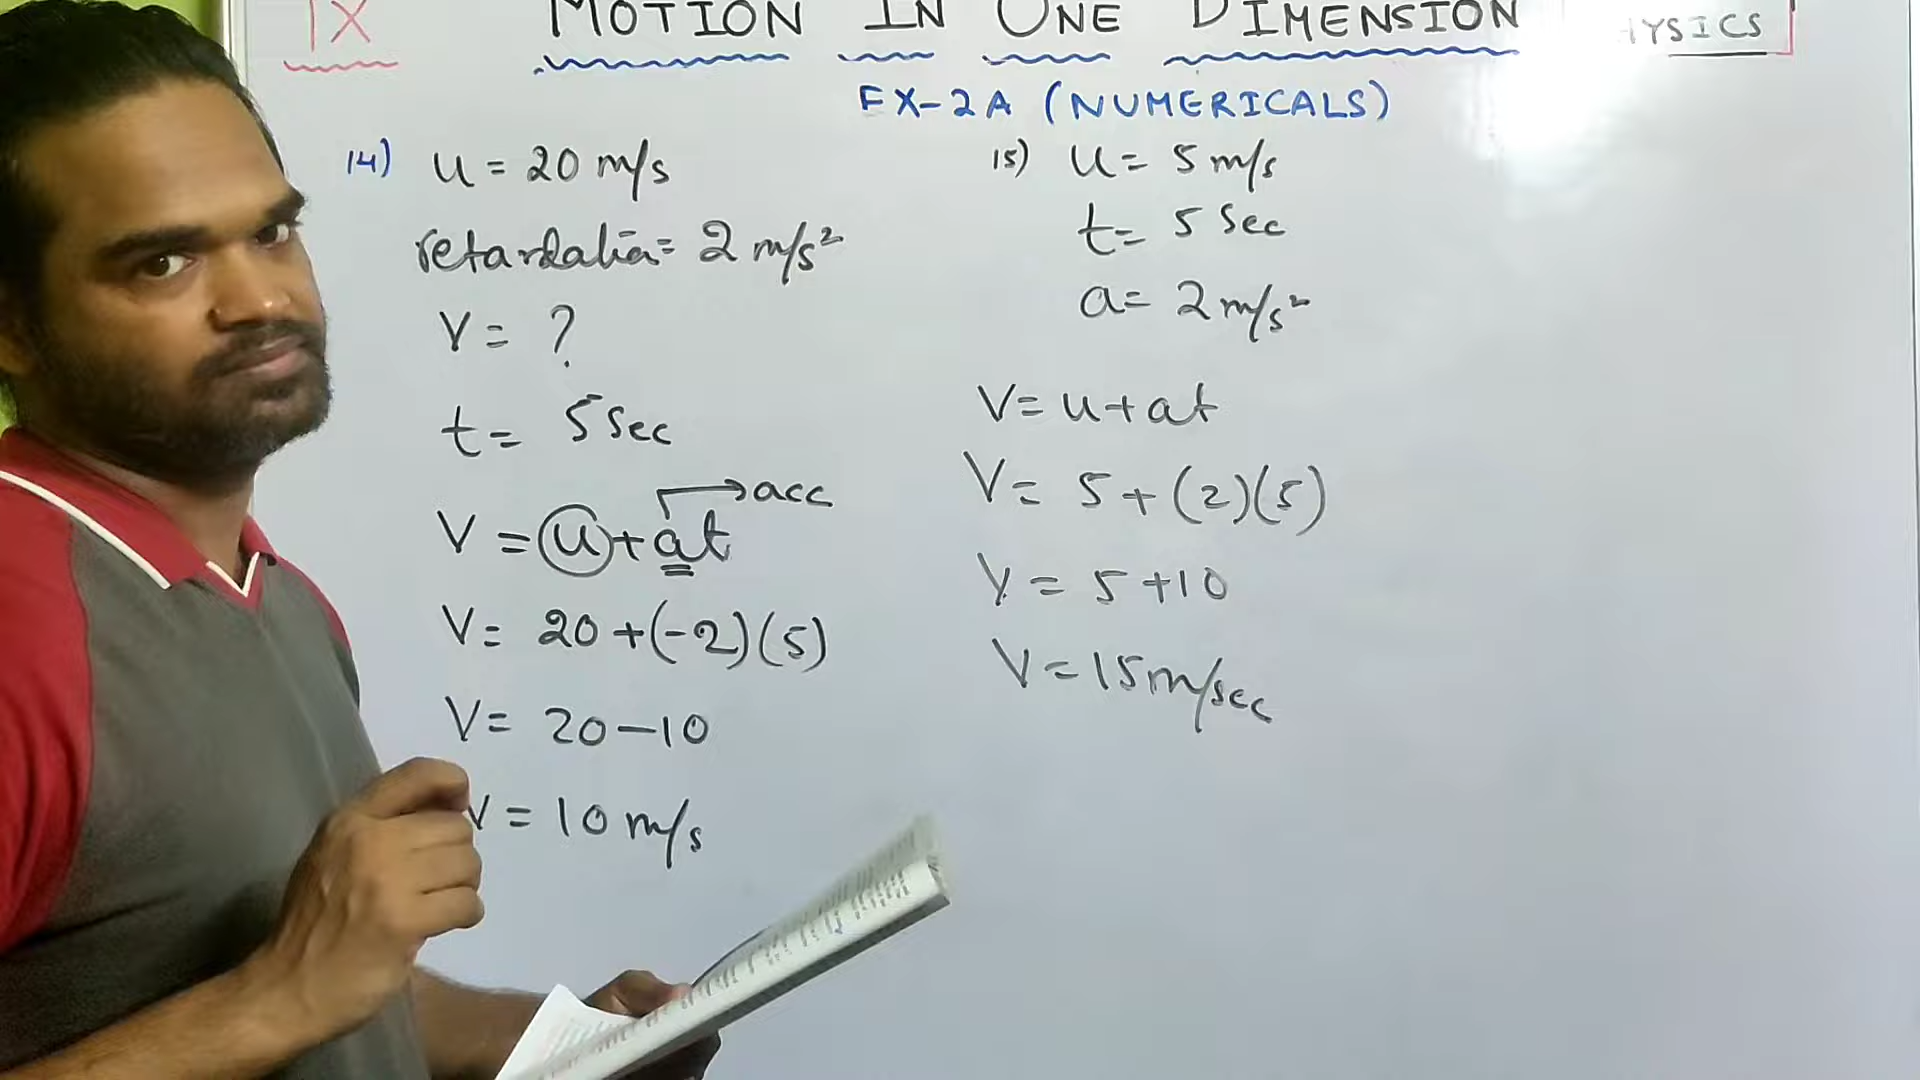 IX MOTION IN ONE DIMENSION HYSICS
EX-2A (NUMERICALS)
14) u = 20 m/s
retardation = 2 m/s²
V = ?
t = 5 Sec
V = u + at → acc
V = 20 + (-2)(5)
V = 20 - 10
V = 10 m/s
15) u = 5 m/s
t = 5 Sec
a = 2 m/s²
V = u + at
V = 5 + (2)(5)
V = 5 + 10
V = 15 m/sec